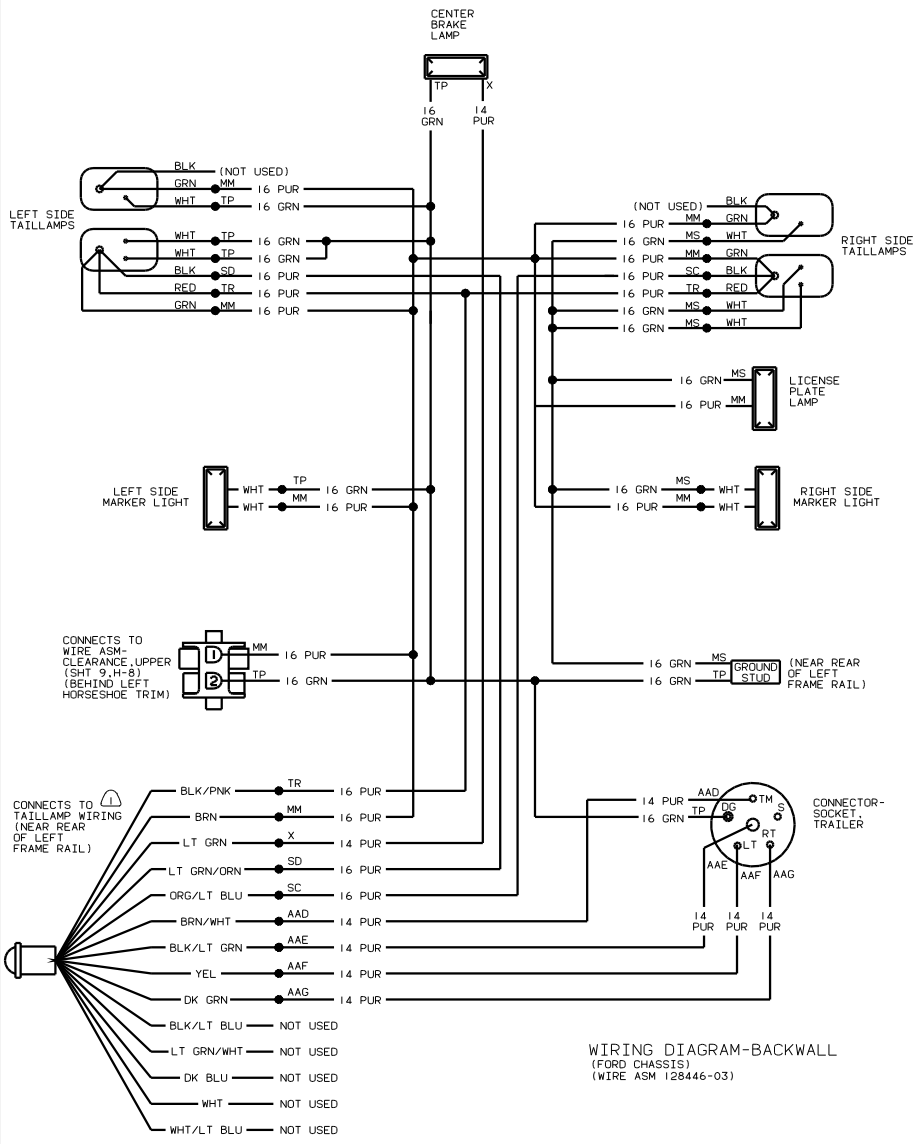 CENTER
BRAKE
LAMP
TP
X
16
GRN
14
PUR
LEFT SIDE
TAILLAMPS
BLK
(NOT USED)
GRN
MM
16 PUR
WHT
TP
16 GRN
WHT
TP
16 GRN
WHT
TP
16 GRN
BLK
SD
16 PUR
RED
TR
16 PUR
GRN
MM
16 PUR
(NOT USED)
BLK
16 PUR
MM
GRN
16 GRN
MS
WHT
16 PUR
MM
GRN
16 PUR
SC
BLK
16 PUR
TR
RED
16 GRN
MS
WHT
16 GRN
MS
WHT
RIGHT SIDE
TAILLAMPS
16 GRN
MS
16 PUR
MM
LICENSE
PLATE
LAMP
LEFT SIDE
MARKER LIGHT
WHT
TP
16 GRN
WHT
MM
16 PUR
16 GRN
MS
WHT
16 PUR
MM
WHT
RIGHT SIDE
MARKER LIGHT
CONNECTS TO
WIRE ASM-
CLEARANCE,UPPER
(SHT 9,H-8)
(BEHIND LEFT
HORSESHOE TRIM)
1
MM
16 PUR
2
TP
16 GRN
16 GRN
MS
16 GRN
TP
GROUND
STUD
(NEAR REAR
OF LEFT
FRAME RAIL)
CONNECTS TO 1
TAILLAMP WIRING
(NEAR REAR
OF LEFT
FRAME RAIL)
BLK/PNK
TR
16 PUR
BRN
MM
16 PUR
LT GRN
X
14 PUR
LT GRN/ORN
SD
16 PUR
ORG/LT BLU
SC
16 PUR
BRN/WHT
AAD
14 PUR
BLK/LT GRN
AAE
14 PUR
YEL
AAF
14 PUR
DK GRN
AAG
14 PUR
BLK/LT BLU
NOT USED
LT GRN/WHT
NOT USED
DK BLU
NOT USED
WHT
NOT USED
WHT/LT BLU
NOT USED
14 PUR
AAD
16 GRN
TP
DG
TM
S
RT
LT
AAE
AAF
AAG
CONNECTOR-
SOCKET,
TRAILER
14
PUR
14
PUR
14
PUR
WIRING DIAGRAM-BACKWALL
(FORD CHASSIS)
(WIRE ASM 128446-03)